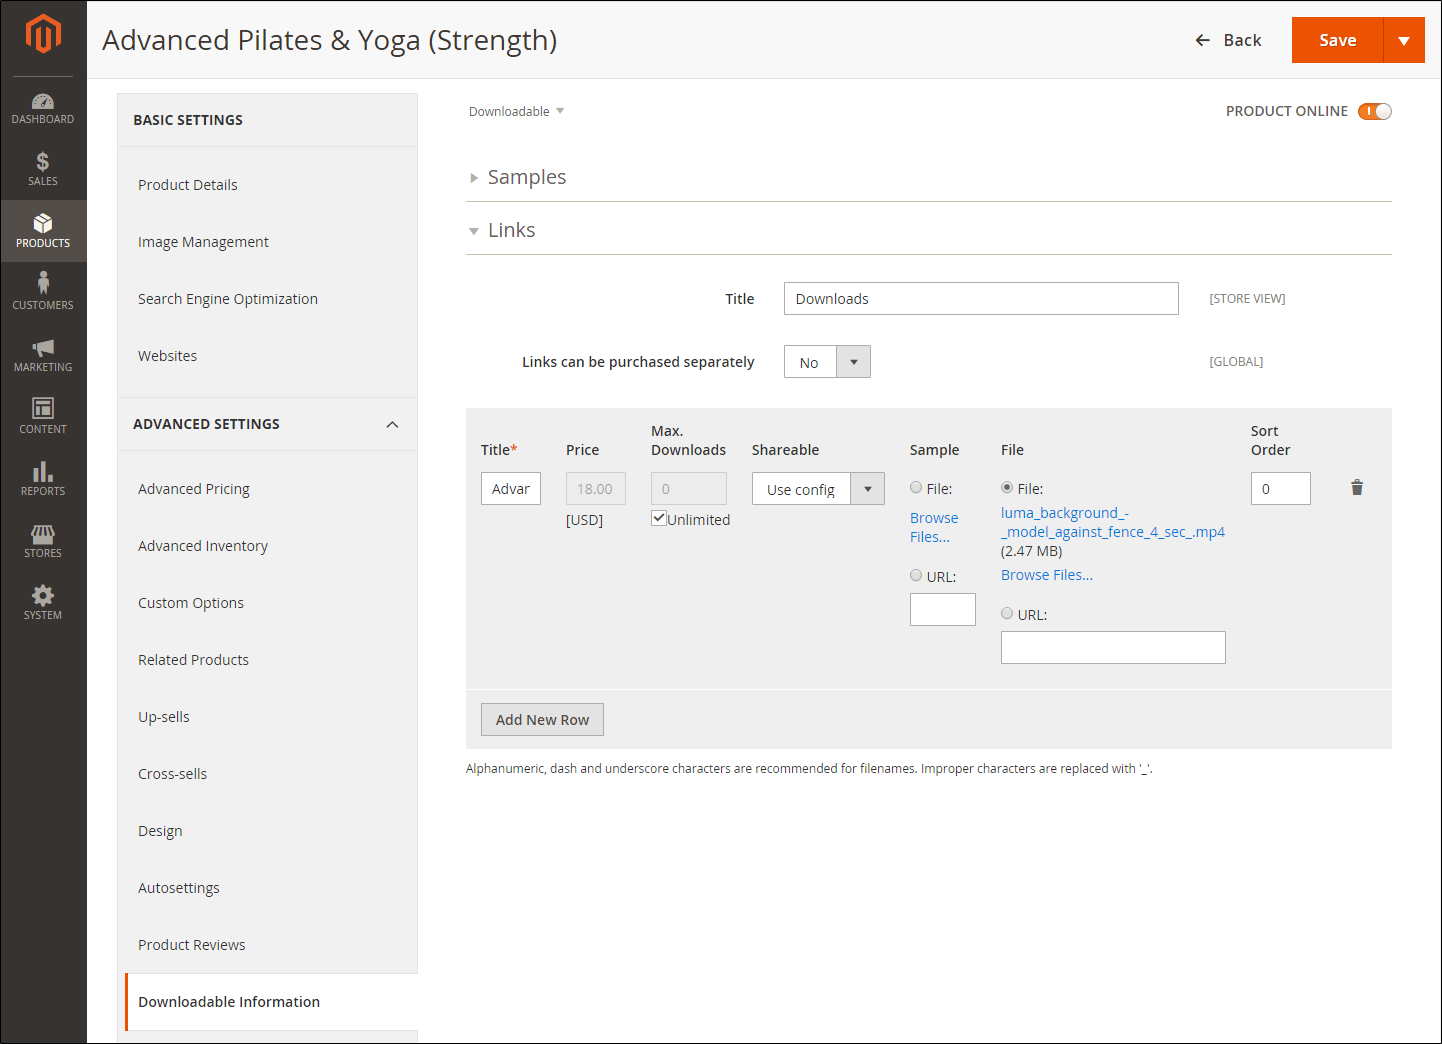 Advanced Pilates & Yoga (Strength)
Back
Save
DASHBOARD
SALES
PRODUCTS
CUSTOMERS
MARKETING
CONTENT
REPORTS
STORES
SYSTEM
BASIC SETTINGS
Product Details
Image Management
Search Engine Optimization
Websites
ADVANCED SETTINGS
Advanced Pricing
Advanced Inventory
Custom Options
Related Products
Up-sells
Cross-sells
Design
Autosettings
Product Reviews
Downloadable Information
Downloadable
PRODUCT ONLINE
Samples
Links
Title
Downloads
[STORE VIEW]
Links can be purchased separately
No
[GLOBAL]
Title*
Price
Max.
Downloads
Shareable
Sample
File
Sort
Order
Advar
18.00
[USD]
0
Unlimited
Use config
File:
Browse
Files...
URL:
File:
luma_background_-
_model_against_fence_4_sec_.mp4
(2.47 MB)
Browse Files...
URL:
0
Add New Row
Alphanumeric, dash and underscore characters are recommended for filenames. Improper characters are replaced with '_'.